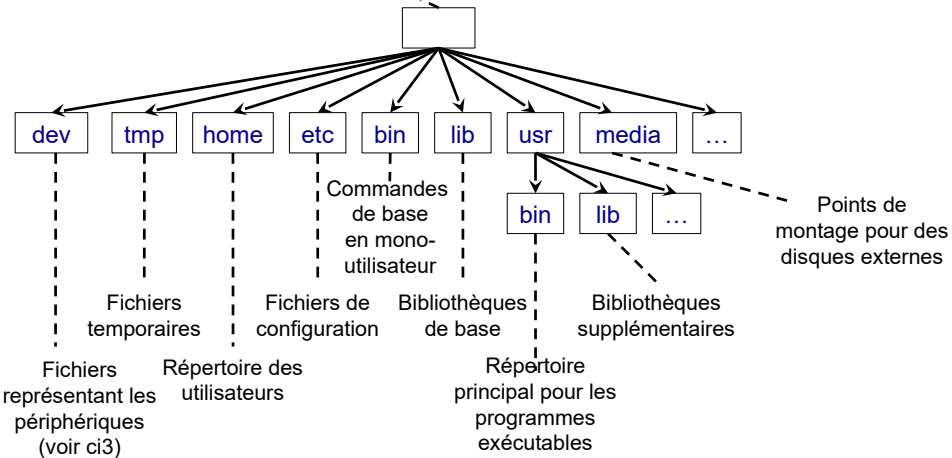 dev
tmp
home
etc
bin
lib
usr
media
…
bin
lib
…
Commandes
de base
en mono-
utilisateur
Points de
montage pour des
disques externes
Fichiers
temporaires
Fichiers de
configuration
Bibliothèques
de base
Bibliothèques
supplémentaires
Fichiers
représentant les
périphériques
(voir ci3)
Répertoire des
utilisateurs
Répertoire
principal pour les
programmes
exécutables